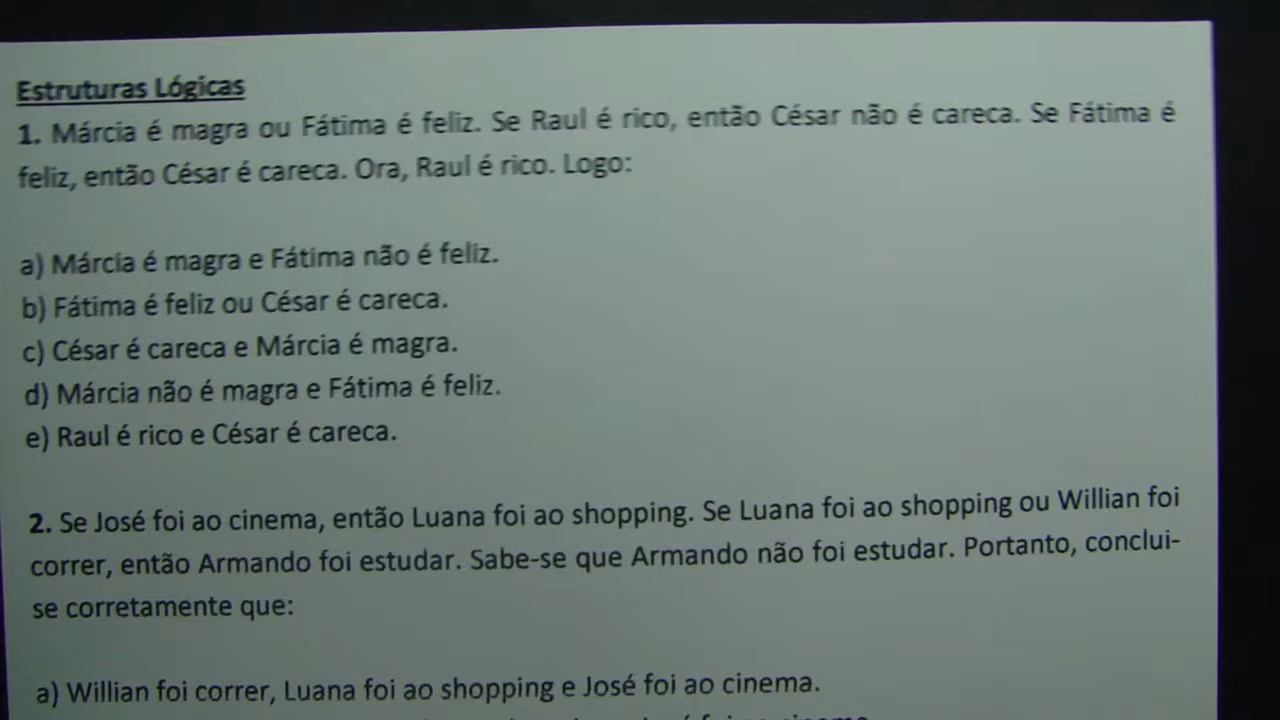 Estruturas Lógicas
1. Márcia é magra ou Fátima é feliz. Se Raul é rico, então César não é careca. Se Fátima é
feliz, então César é careca. Ora, Raul é rico. Logo:
a) Márcia é magra e Fátima não é feliz.
b) Fátima é feliz ou César é careca.
c) César é careca e Márcia é magra.
d) Márcia não é magra e Fátima é feliz.
e) Raul é rico e César é careca.
2. Se José foi ao cinema, então Luana foi ao shopping. Se Luana foi ao shopping ou Willian foi
correr, então Armando foi estudar. Sabe-se que Armando não foi estudar. Portanto, conclui-
se corretamente que:
a) Willian foi correr, Luana foi ao shopping e José foi ao cinema.